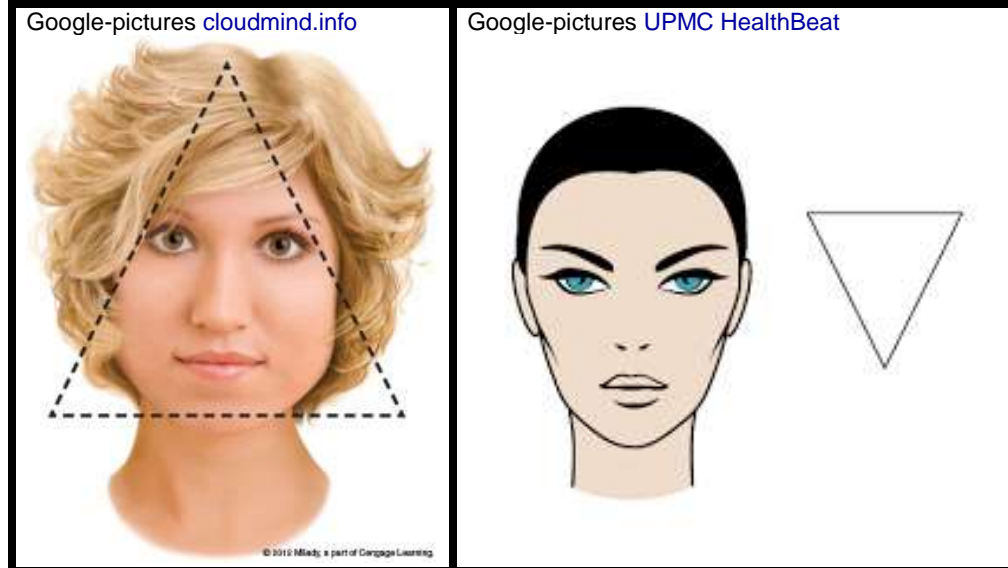 Google-pictures cloudmind.info
Google-pictures UPMC HealthBeat
© 2012 Milady, a part of Cengage Learning.